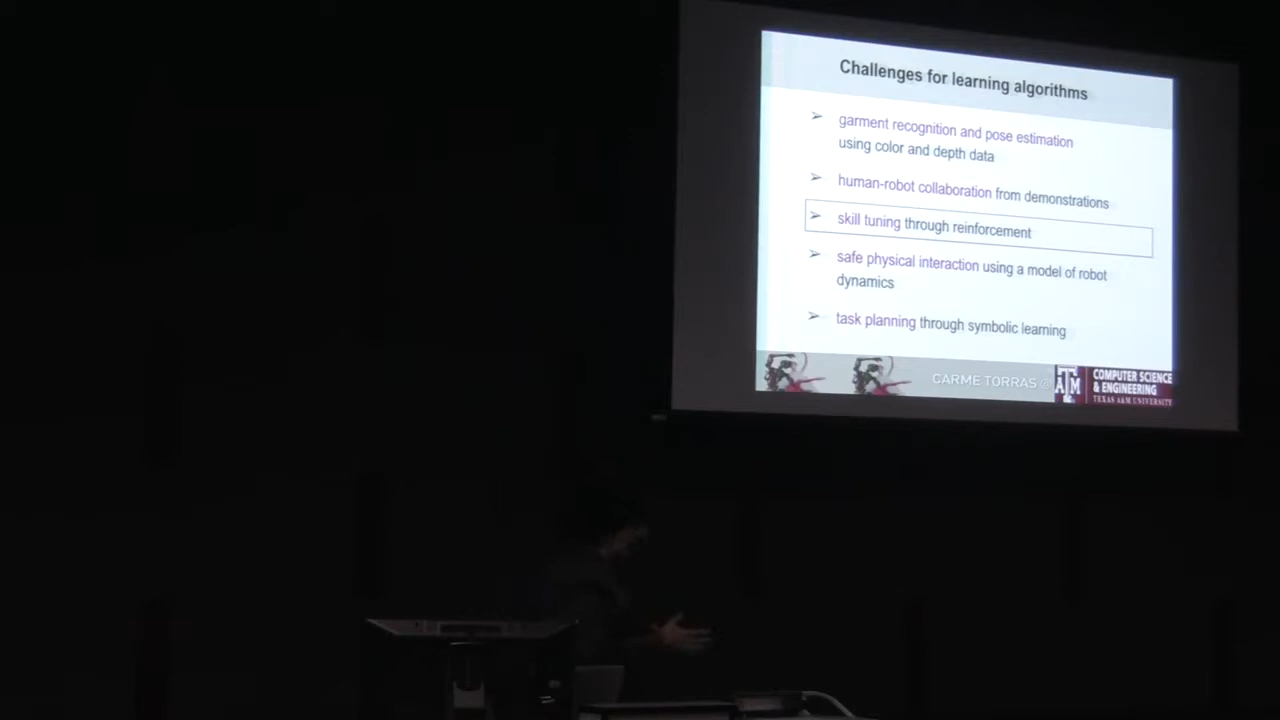 Challenges for learning algorithms
➢ garment recognition and pose estimation
using color and depth data
➢ human-robot collaboration from demonstrations
➢ skill tuning through reinforcement
➢ safe physical interaction using a model of robot
dynamics
➢ task planning through symbolic learning
CARME TORRAS @
ATM
COMPUTER SCIENCE
& ENGINEERING
TEXAS A&M UNIVERSITY